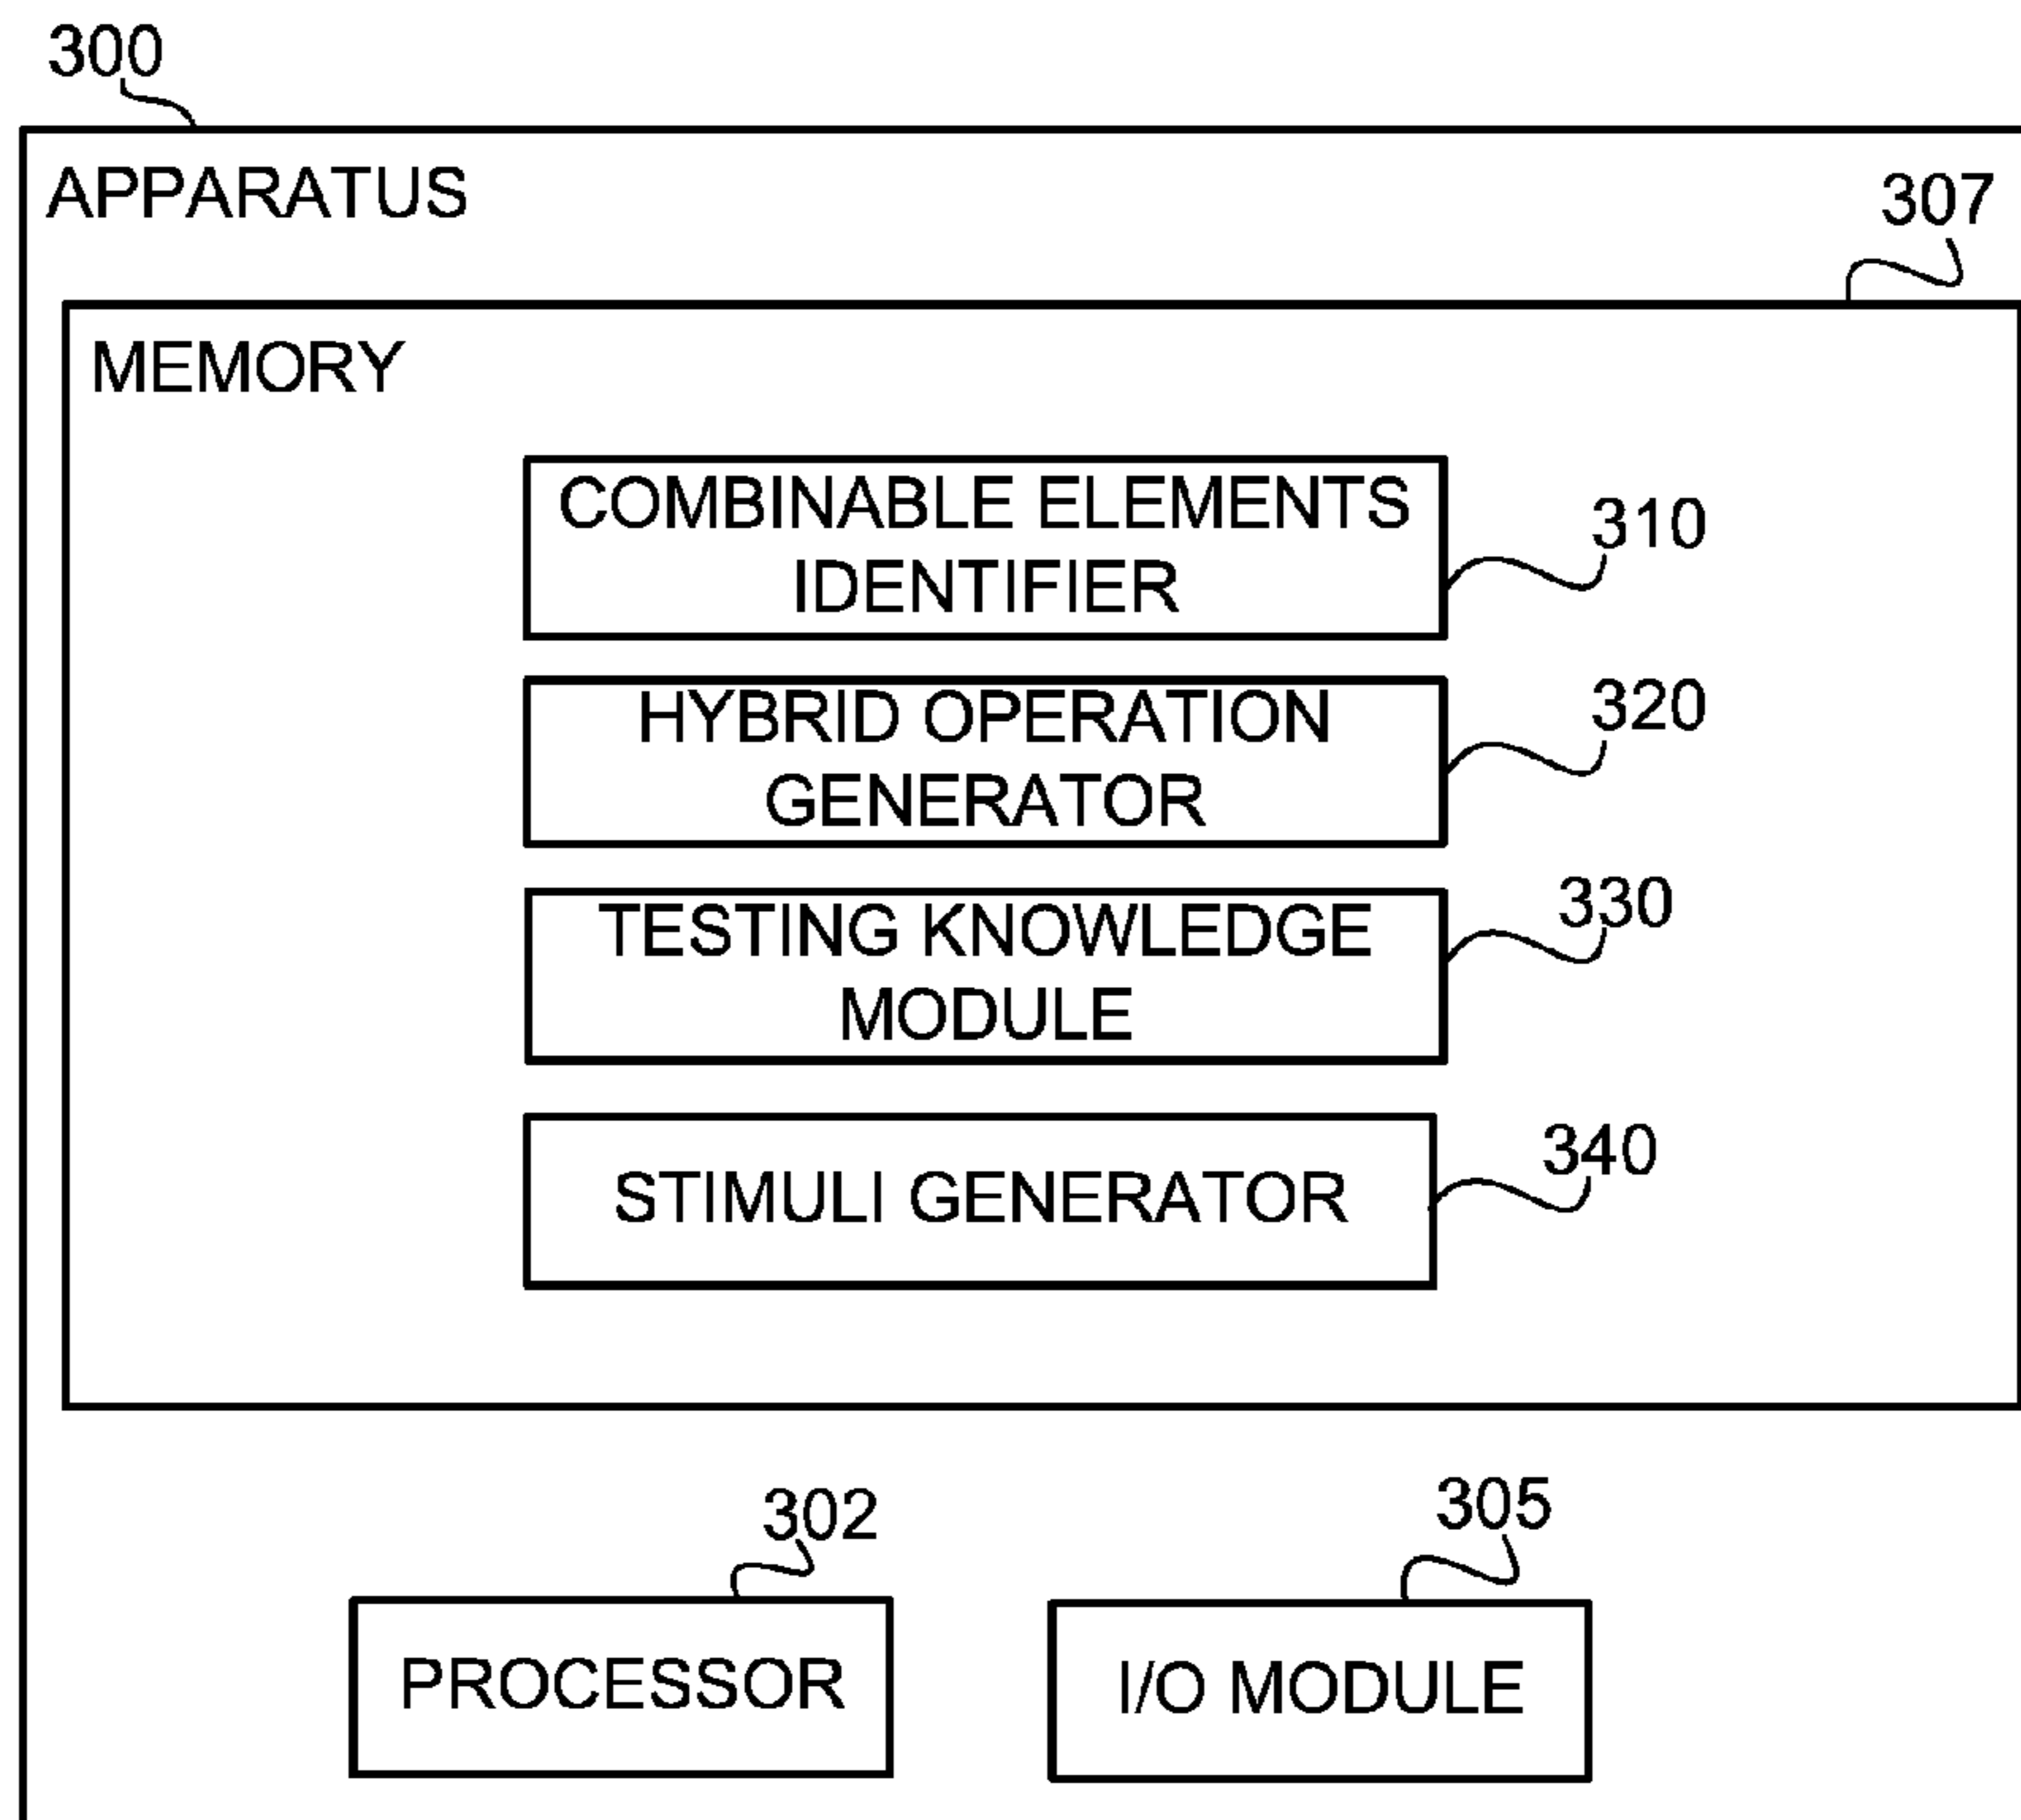 300
APPARATUS
307
MEMORY
COMBINABLE ELEMENTS
IDENTIFIER
310
HYBRID OPERATION
GENERATOR
320
TESTING KNOWLEDGE
MODULE
330
STIMULI GENERATOR
340
302
PROCESSOR
305
I/O MODULE